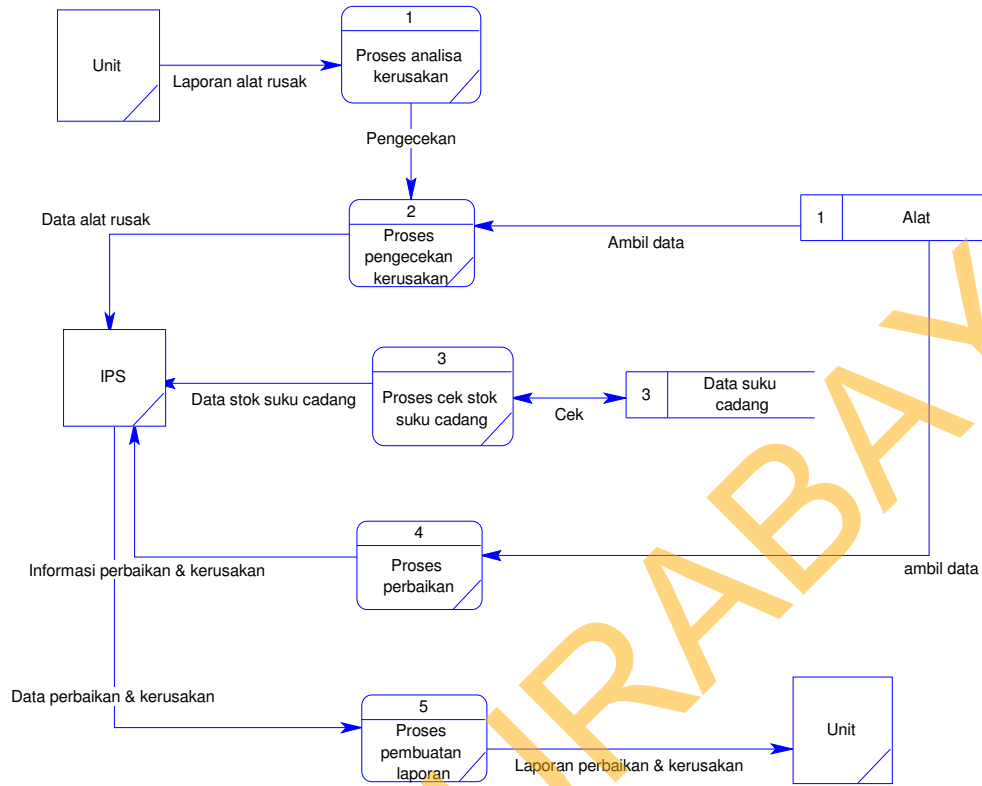 1
Unit
Proses analisa
kerusakan
Laporan alat rusak
Pengecekan
Data alat rusak
2
Proses
pengecekan
kerusakan
Ambil data
1
Alat
IPS
3
Proses cek stok
suku cadang
Data stok suku cadang
Cek
3
Data suku
cadang
4
Proses
perbaikan
Informasi perbaikan & kerusakan
ambil data
Data perbaikan & kerusakan
5
Proses
pembuatan
laporan
Laporan perbaikan & kerusakan
Unit
URABAY